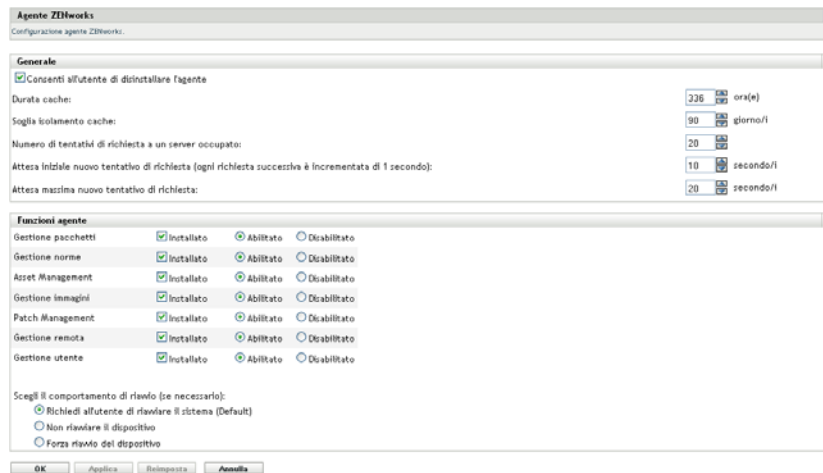 Agente ZENworks
Configurazione agente ZENworks.
Generale
Consenti all'utente di disinstallare l'agente
Durata cache: 336 ora(e)
Soglia isolamento cache: 90 giorno/i
Numero di tentativi di richiesta a un server occupato: 20
Attesa iniziale nuovo tentativo di richiesta (ogni richiesta successiva è incrementata di 1 secondo): 10 secondo/i
Attesa massima nuovo tentativo di richiesta: 20 secondo/i
Funzioni agente
Gestione pacchetti Installato Abilitato Disabilitato
Gestione norme Installato Abilitato Disabilitato
Asset Management Installato Abilitato Disabilitato
Gestione immagini Installato Abilitato Disabilitato
Patch Management Installato Abilitato Disabilitato
Gestione remota Installato Abilitato Disabilitato
Gestione utente Installato Abilitato Disabilitato
Scegli il comportamento di riavvio (se necessario):
Richiedi all'utente di riavviare il sistema (Default)
Non riavviare il dispositivo
Forza riavvio del dispositivo
OK Applica Reimposta Annulla